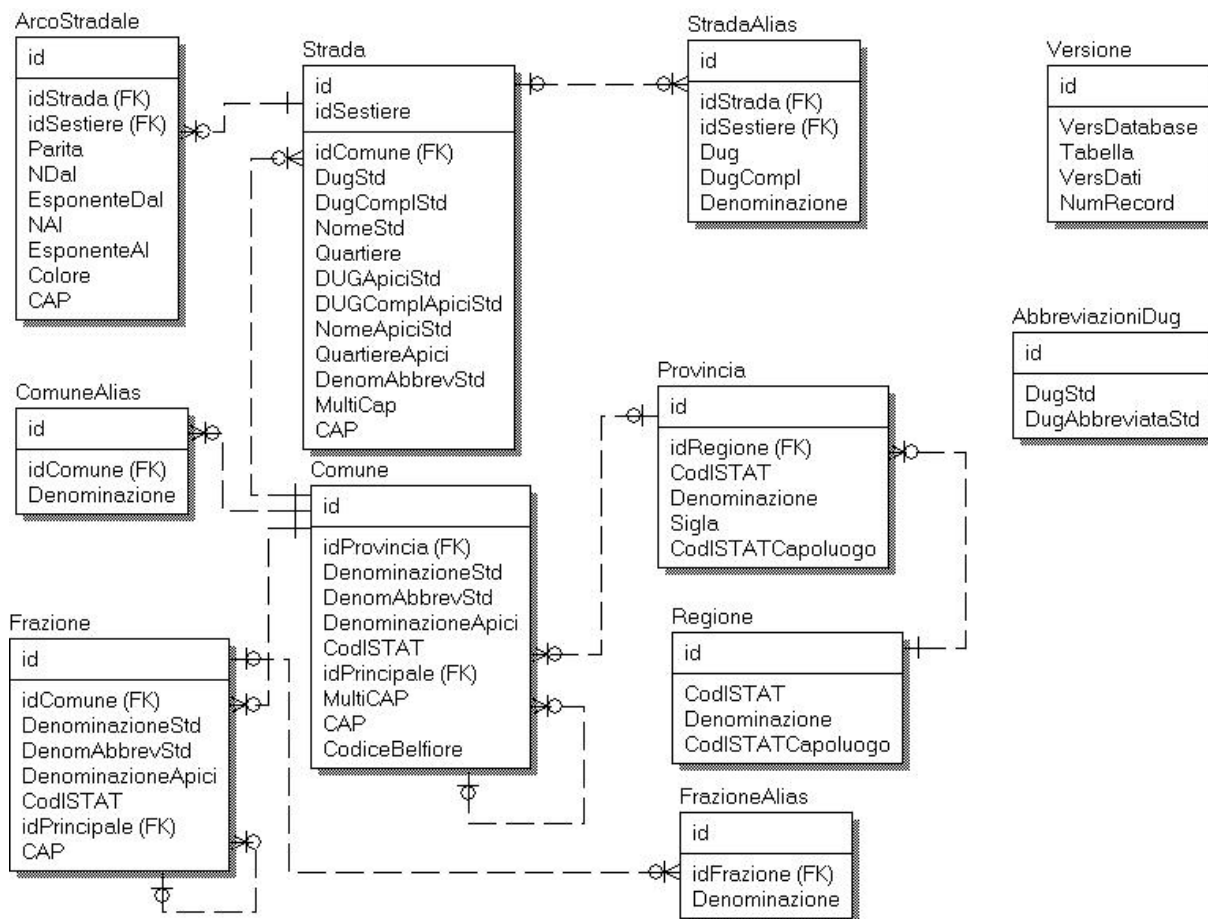 ArcoStradale
id
idStrada (FK)
idSestiere (FK)
Parita
NDal
EsponenteDal
NAl
EsponenteAl
Colore
CAP
Strada
id
idSestiere
idComune (FK)
DugStd
DugComplStd
NomeStd
Quartiere
DUGApiciStd
DUGComplApiciStd
NomeApiciStd
QuartiereApici
DenomAbbrevStd
MultiCap
CAP
StradaAlias
id
idStrada (FK)
idSestiere (FK)
Dug
DugCompl
Denominazione
Versione
id
VersDatabase
Tabella
VersDati
NumRecord
AbbreviazioniDug
id
DugStd
DugAbbreviataStd
ComuneAlias
id
idComune (FK)
Denominazione
Comune
id
idProvincia (FK)
DenominazioneStd
DenomAbbrevStd
DenominazioneApici
CodISTAT
idPrincipale (FK)
MultiCAP
CAP
CodiceBelfiore
Provincia
id
idRegione (FK)
CodISTAT
Denominazione
Sigla
CodISTATCapoluogo
Frazione
id
idComune (FK)
DenominazioneStd
DenomAbbrevStd
DenominazioneApici
CodISTAT
idPrincipale (FK)
CAP
Regione
id
CodISTAT
Denominazione
CodISTATCapoluogo
FrazioneAlias
id
idFrazione (FK)
Denominazione